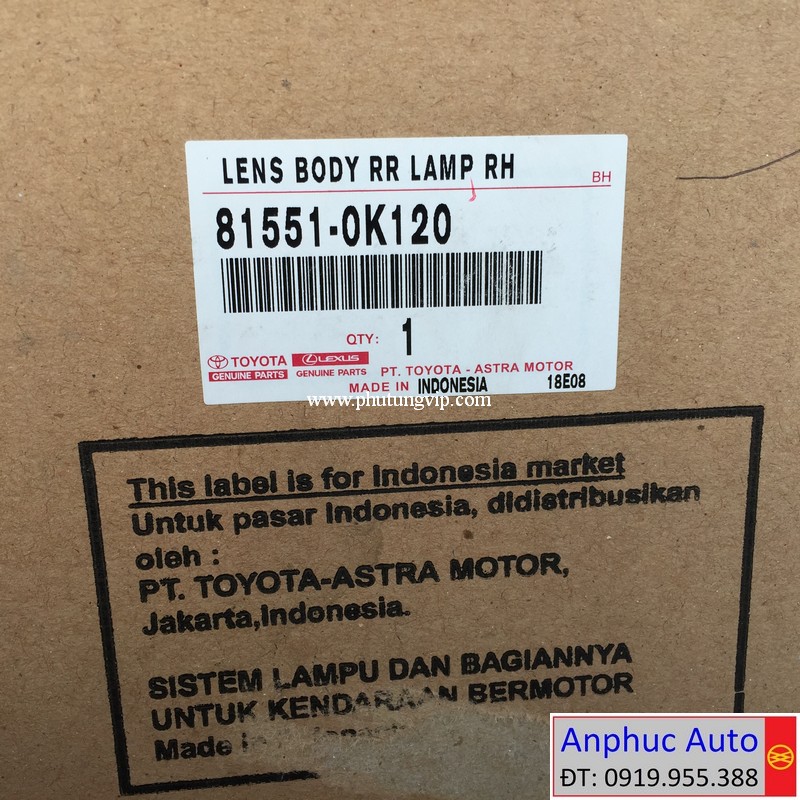 LENS BODY RR LAMP RH
BH
81551-0K120
QTY: 1
TOYOTA
GENUINE PARTS
LEXUS
GENUINE PARTS
PT. TOYOTA - ASTRA MOTOR
MADE IN INDONESIA 18E08
www.phutungvip.com
This label is for Indonesia market
Untuk pasar Indonesia, didistribusikan
oleh :
PT. TOYOTA-ASTRA MOTOR,
Jakarta,Indonesia.
SISTEM LAMPU DAN BAGIANNYA
UNTUK KENDARAAN BERMOTOR
Made
Anphuc Auto
ĐT: 0919.955.388